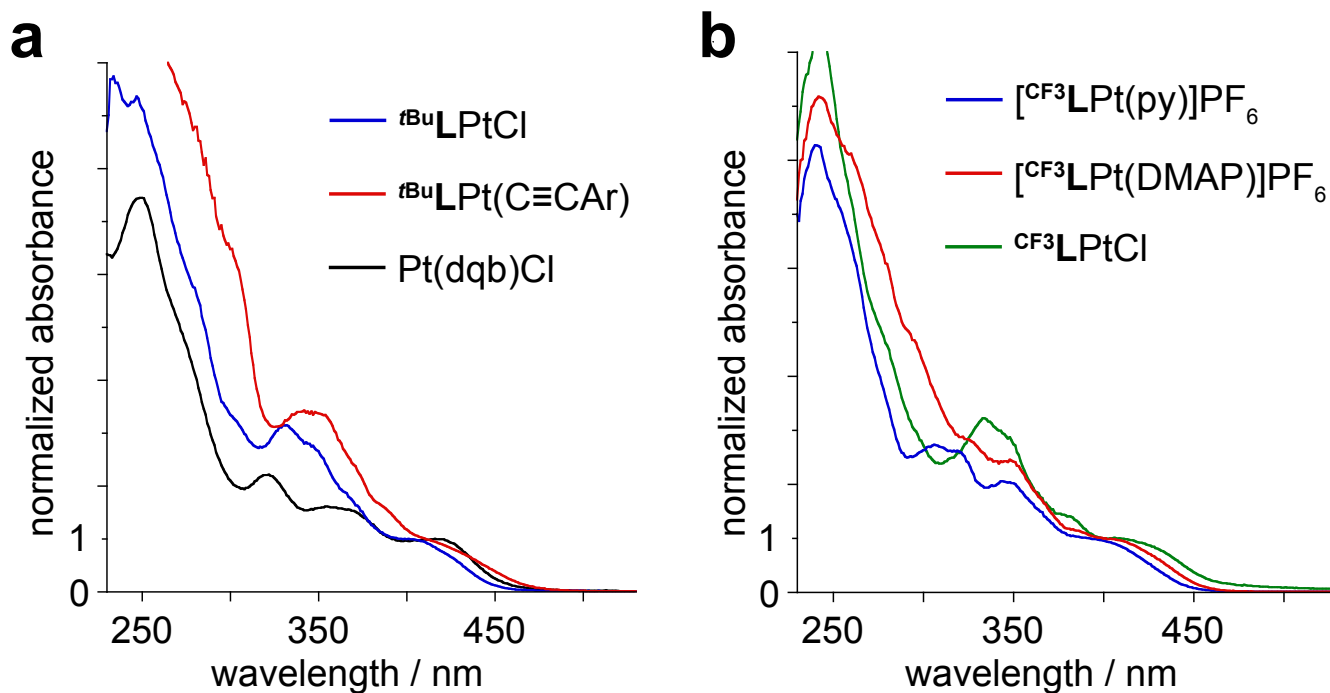 a
normalized absorbance
1
0
250
350
450
wavelength / nm
tBuLPtCl
tBuLPt(C≡CAr)
Pt(dqb)Cl
b
normalized absorbance
1
0
250
350
450
wavelength / nm
[CF3LPt(py)]PF6
[CF3LPt(DMAP)]PF6
CF3LPtCl